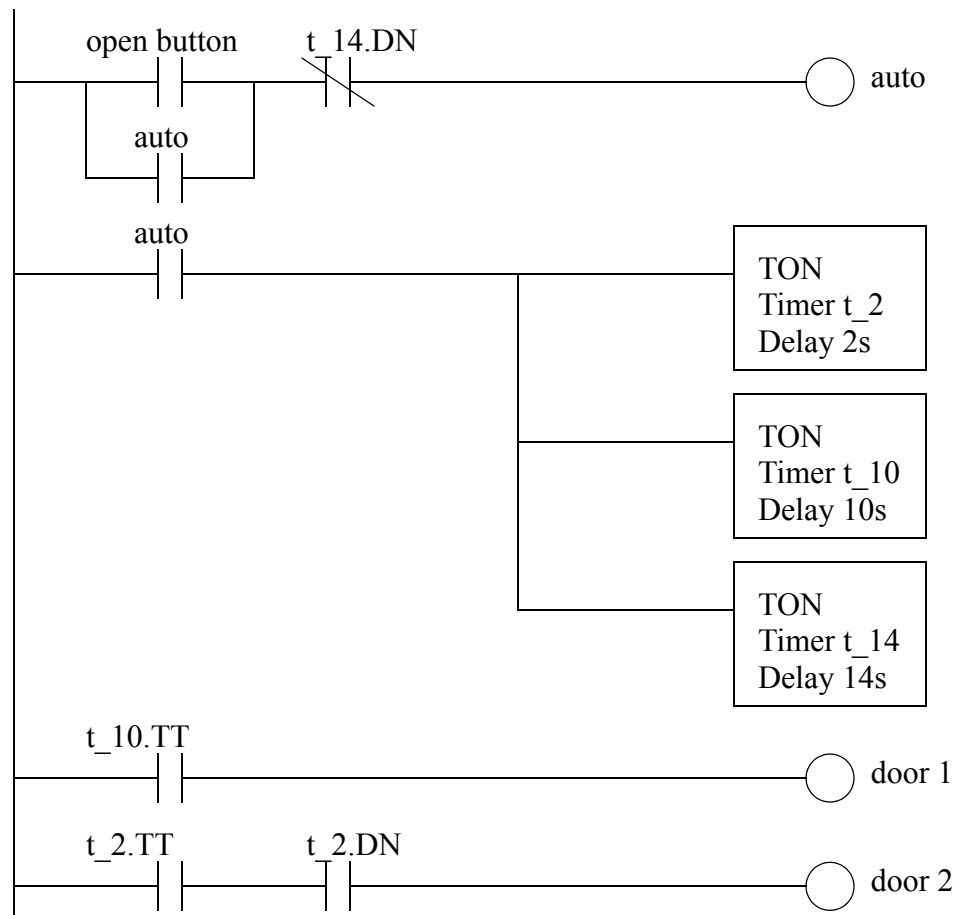 open button t_14.DN
auto
auto
auto
TON
Timer t_2
Delay 2s
TON
Timer t_10
Delay 10s
TON
Timer t_14
Delay 14s
t_10.TT
door 1
t_2.TT t_2.DN
door 2